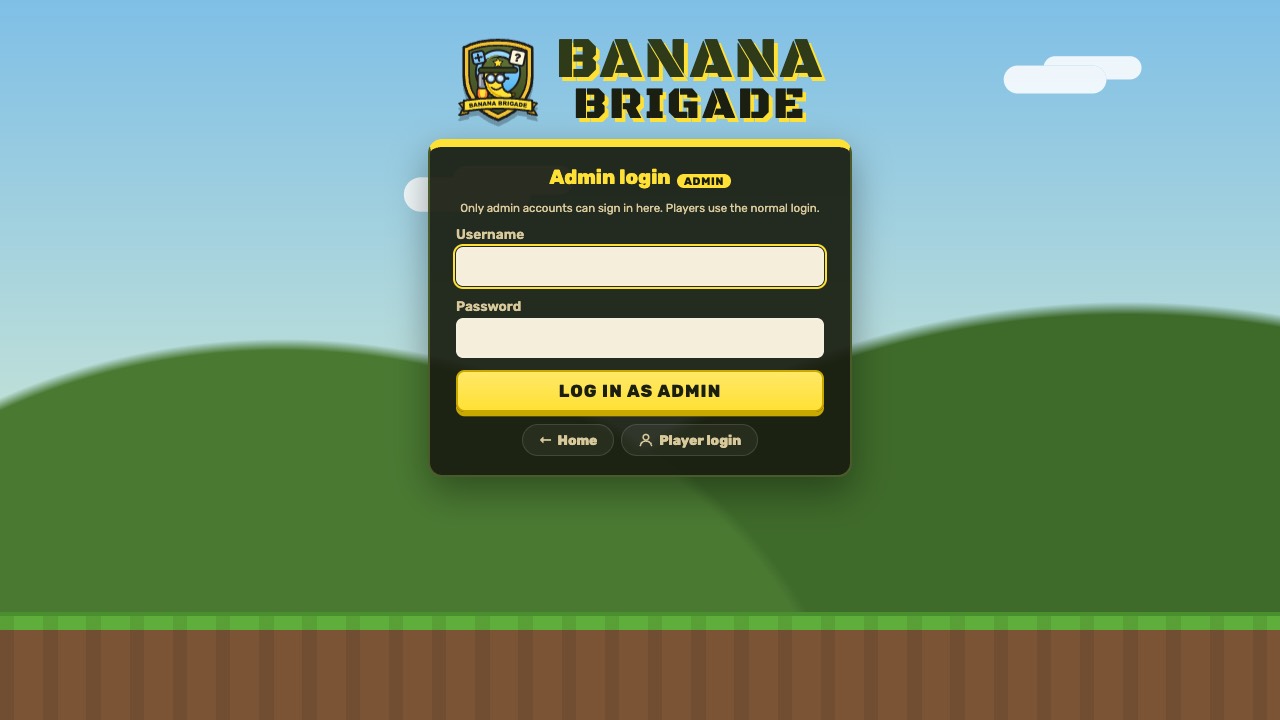 BANANA BRIGADE
BANANA
BRIGADE
Admin login ADMIN
Only admin accounts can sign in here. Players use the normal login.
Username
Password
LOG IN AS ADMIN
← Home
Player login